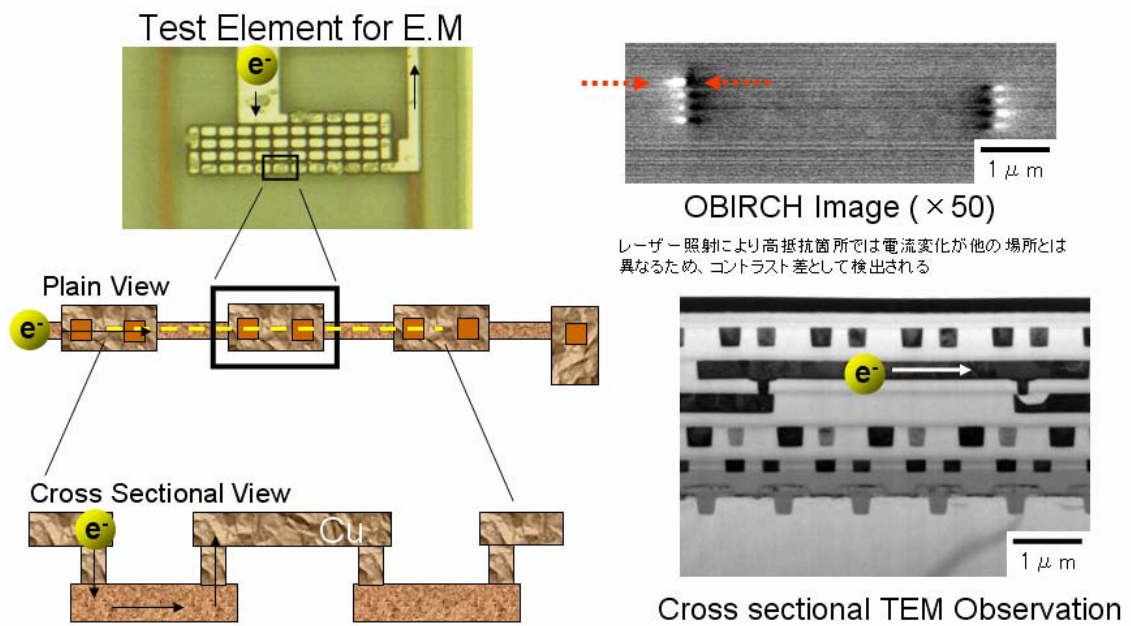 Test Element for E.M
e-
1 μ m
OBIRCH Image (×50)
レーザー照射により高抵抗箇所では電流変化が他の場所とは
異なるため、コントラスト差として検出される
Plain View
e-
e-
Cross Sectional View
e-
Cu
1 μ m
Cross sectional TEM Observation